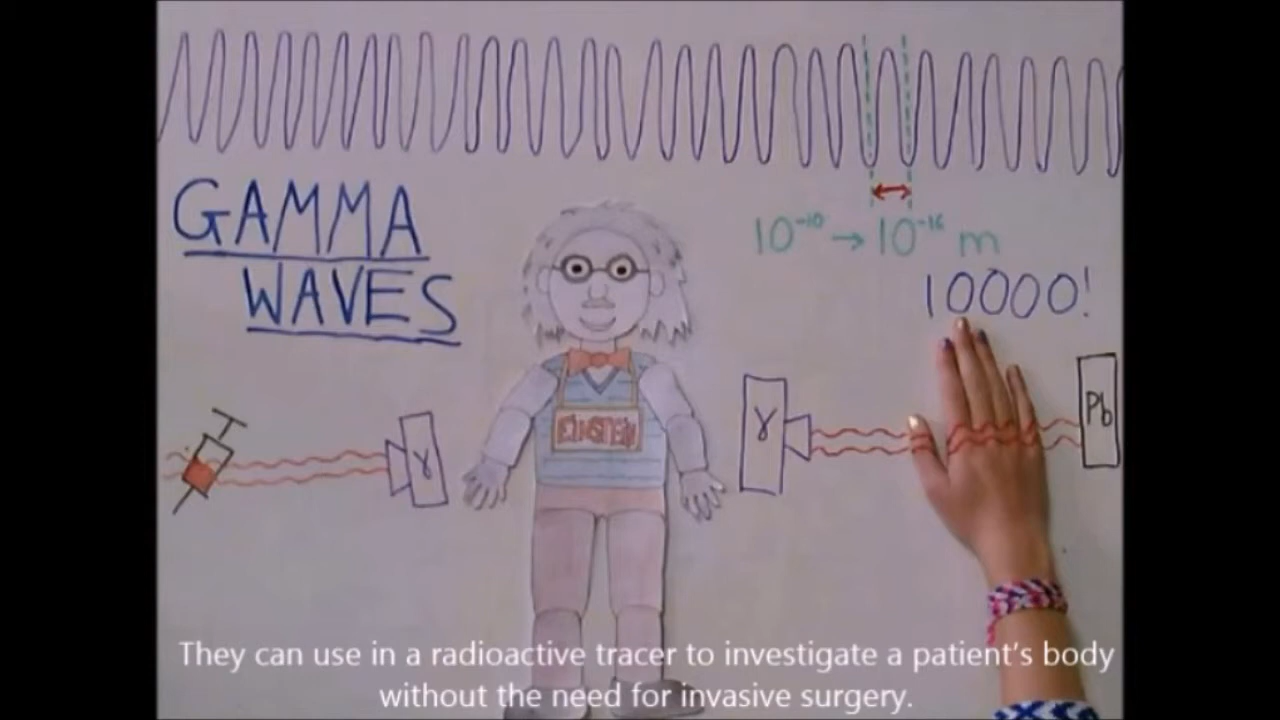 GAMMA
WAVES
10⁻¹⁰ → 10⁻¹⁶ m
10000!
γ
EINSTEIN
γ
Pb
They can use in a radioactive tracer to investigate a patient's body
without the need for invasive surgery.